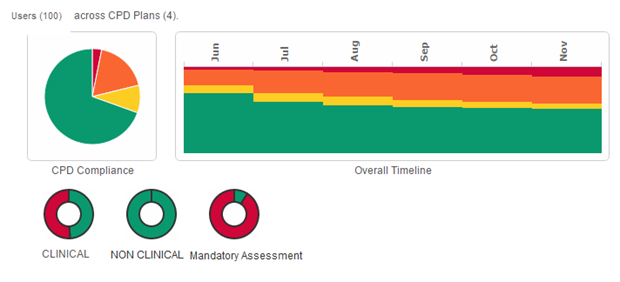 Users (100) across CPD Plans (4).
Jun Jul Aug Sep Oct Nov
CPD Compliance Overall Timeline
CLINICAL NON CLINICAL Mandatory Assessment